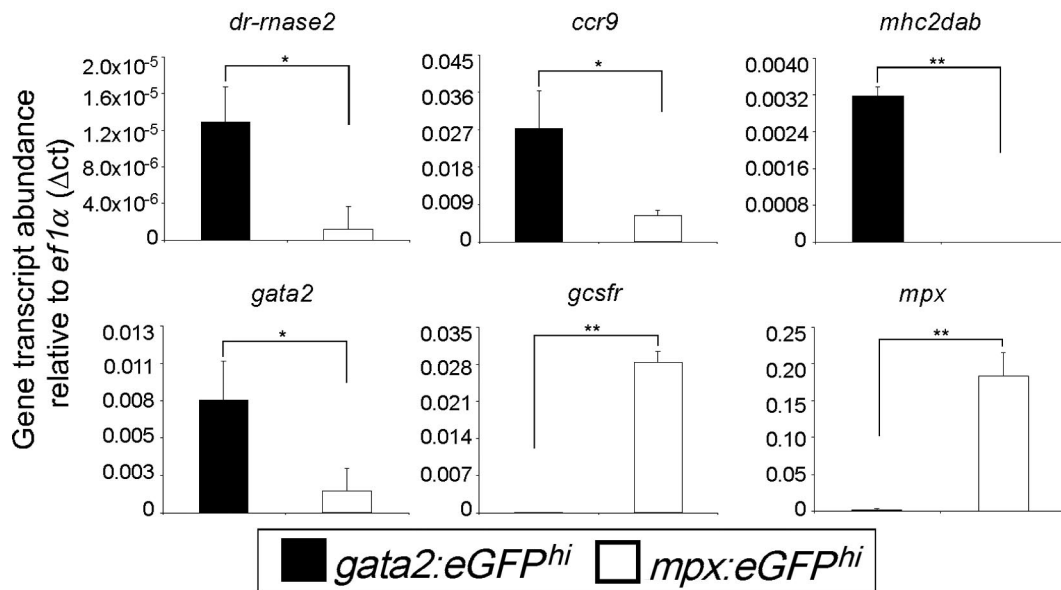 dr-rnase2
ccr9
mhc2dab
Gene transcript abundance
relative to ef1α (Δct)
2.0x10⁻⁵
1.6x10⁻⁵
1.2x10⁻⁵
8.0x10⁻⁶
4.0x10⁻⁶
0
*
0.045
0.036
0.027
0.018
0.009
0
*
0.0040
0.0032
0.0024
0.0016
0.0008
0
**
gata2
gcsfr
mpx
0.013
0.011
0.008
0.005
0.003
0
*
0.035
0.028
0.021
0.014
0.007
0
**
0.25
0.20
0.15
0.10
0.05
0
**
gata2:eGFPʰⁱ mpx:eGFPʰⁱ